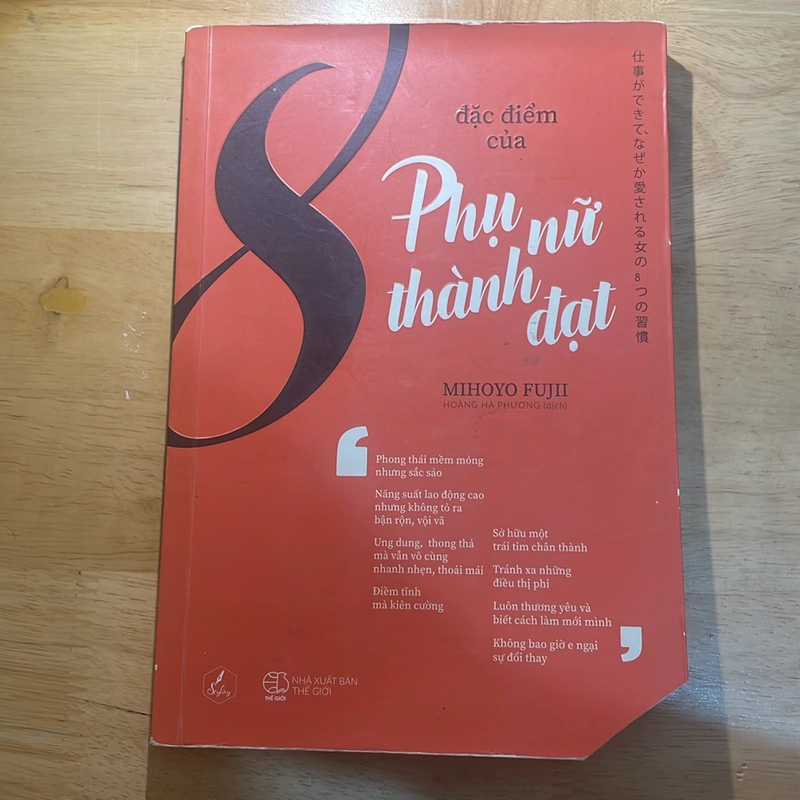 8
đặc điểm
của
Phụ nữ
thành đạt
仕事ができて、なぜか愛される女の8つの習慣
MIHOYO FUJII
HOÀNG HÀ PHƯƠNG (dịch)
Phong thái mềm mỏng
nhưng sắc sảo
Năng suất lao động cao
nhưng không tỏ ra
bận rộn, vội vã
Ung dung, thong thả
mà vẫn vô cùng
nhanh nhẹn, thoải mái
Điềm tĩnh
mà kiên cường
Sở hữu một
trái tim chân thành
Tránh xa những
điều thị phi
Luôn thương yêu và
biết cách làm mới mình
Không bao giờ e ngại
sự đổi thay
Skybooks
THẾ GIỚI
NHÀ XUẤT BẢN
THẾ GIỚI